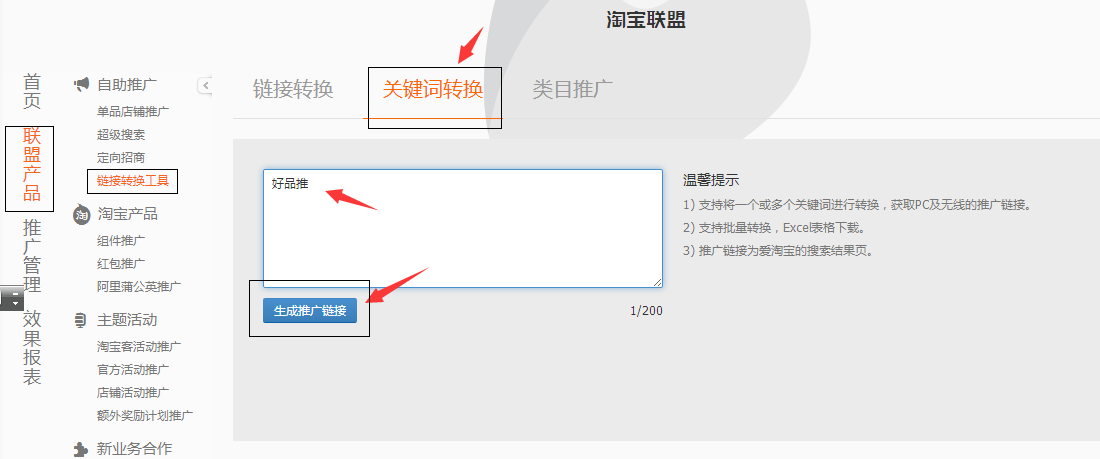 淘宝联盟
首页
联盟产品
推广管理
效果报表
自助推广
单品店铺推广
超级搜索
定向招商
链接转换工具
淘宝产品
组件推广
红包推广
阿里蒲公英推广
主题活动
淘宝客活动推广
官方活动推广
店铺活动推广
额外奖励计划推广
新业务合作
链接转换
关键词转换
类目推广
好品推
生成推广链接
1/200
温馨提示
1) 支持将一个或多个关键词进行转换，获取PC及无线的推广链接。
2) 支持批量转换，Excel表格下载。
3) 推广链接为爱淘宝的搜索结果页。